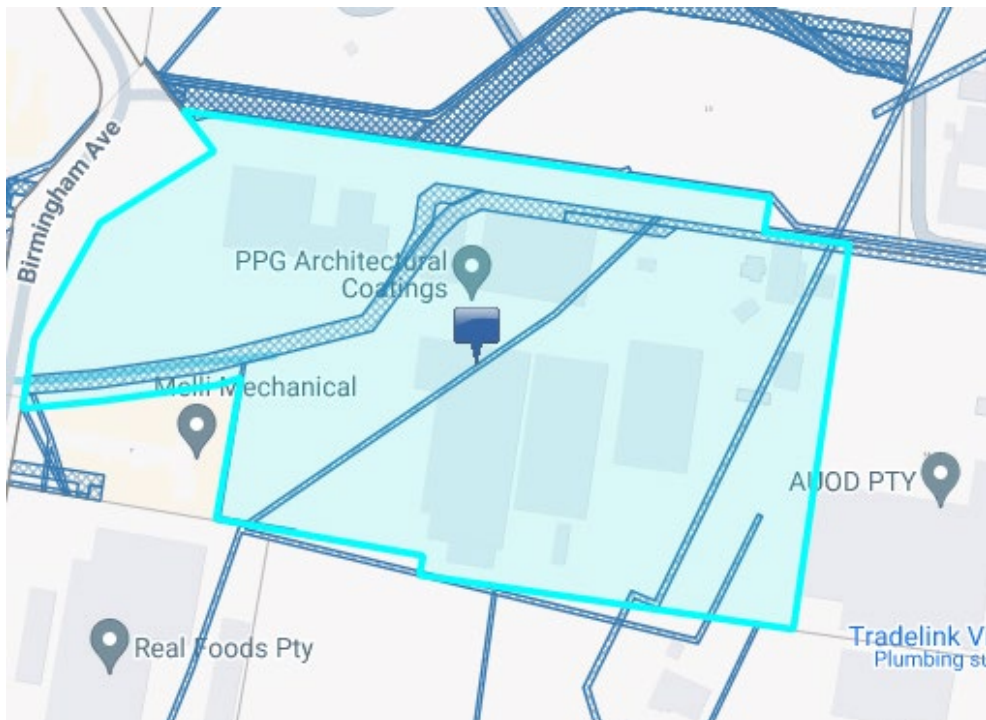 Birmingham Ave
PPG Architectural
Coatings
Melli Mechanical
AUOD PTY
Real Foods Pty
Tradelink V
Plumbing su